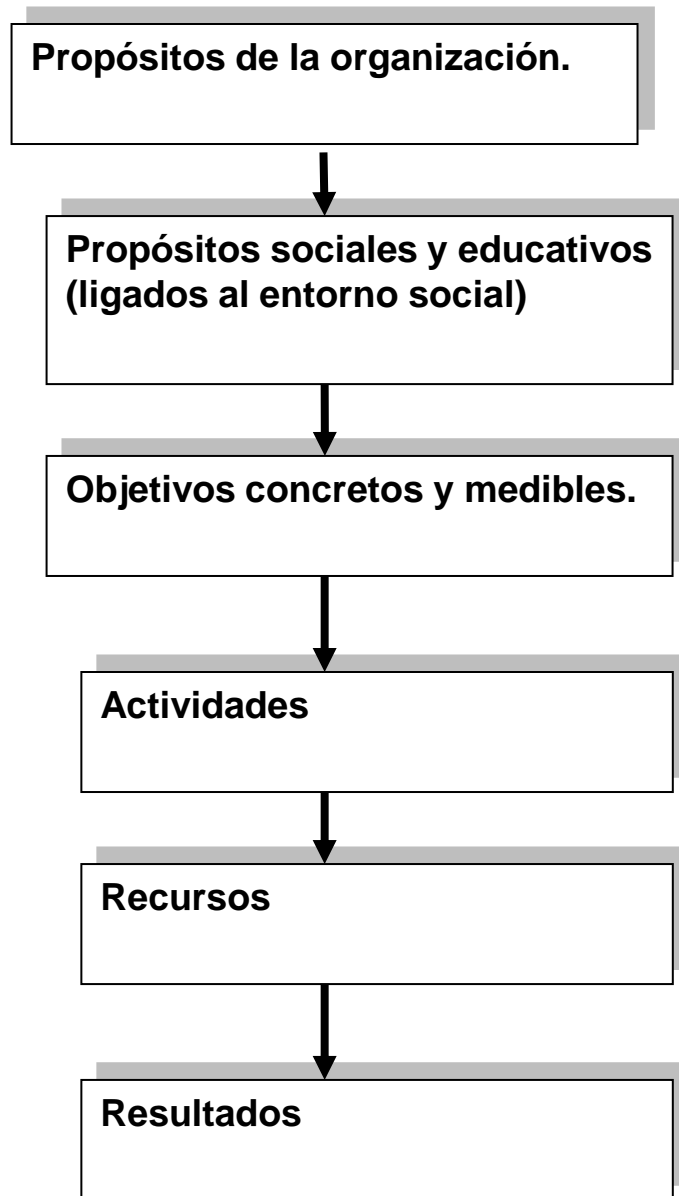 Propósitos de la organización.
Propósitos sociales y educativos
(ligados al entorno social)
Objetivos concretos y medibles.
Actividades
Recursos
Resultados